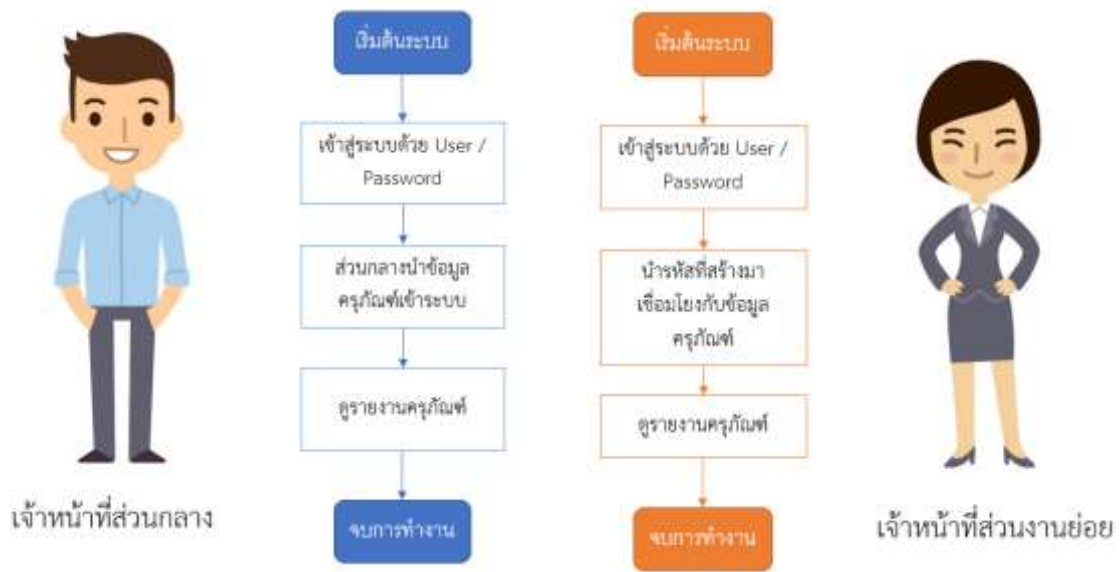 เริ่มต้นระบบ
เข้าสู่ระบบด้วย User /
Password
ส่วนกลางนำข้อมูล
ครุภัณฑ์เข้าระบบ
ดูรายงานครุภัณฑ์
จบการทำงาน
เจ้าหน้าที่ส่วนกลาง
เริ่มต้นระบบ
เข้าสู่ระบบด้วย User /
Password
นำรหัสที่สร้างมา
เชื่อมโยงกับข้อมูล
ครุภัณฑ์
ดูรายงานครุภัณฑ์
จบการทำงาน
เจ้าหน้าที่ส่วนงานย่อย